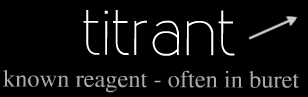 titrant
known reagent - often in buret